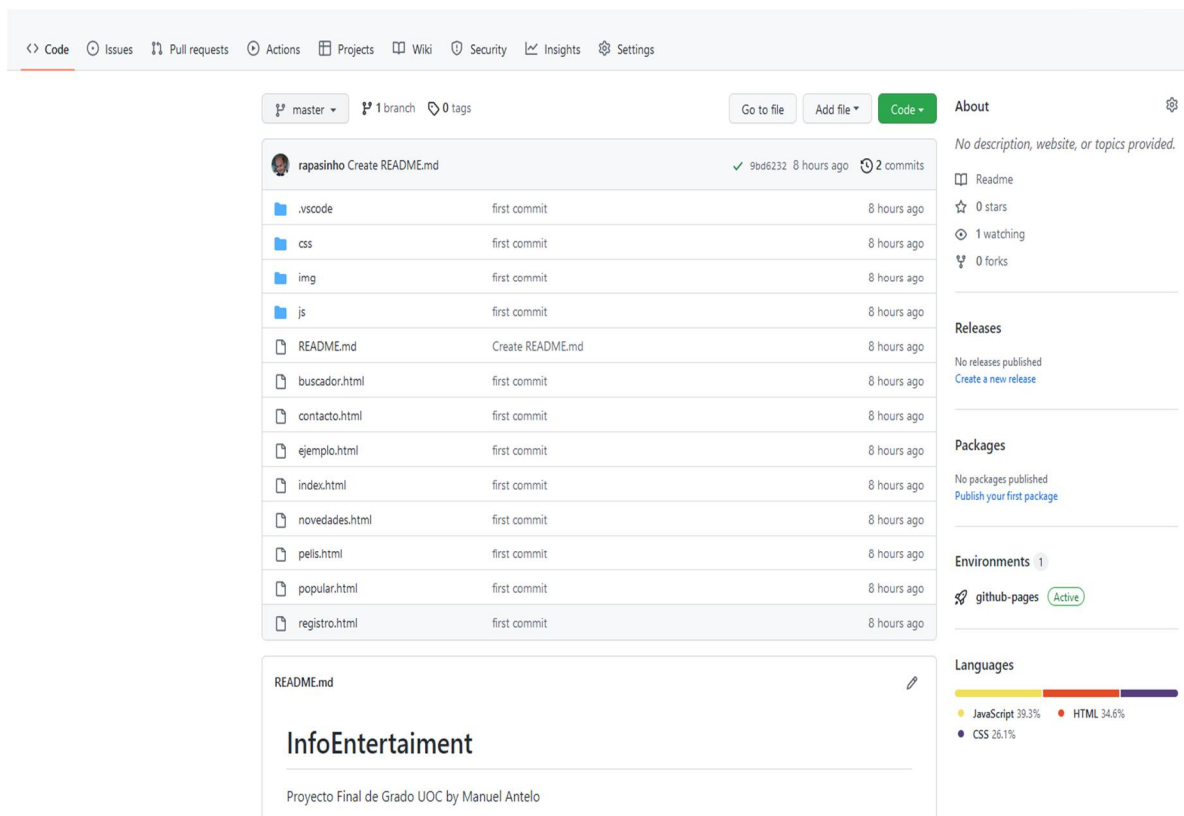 Code Issues Pull requests Actions Projects Wiki Security Insights Settings
master 1 branch 0 tags Go to file Add file Code
rapasinho Create README.md 9bd6232 8 hours ago 2 commits
.vscode first commit 8 hours ago
css first commit 8 hours ago
img first commit 8 hours ago
js first commit 8 hours ago
README.md Create README.md 8 hours ago
buscador.html first commit 8 hours ago
contacto.html first commit 8 hours ago
ejemplo.html first commit 8 hours ago
index.html first commit 8 hours ago
novedades.html first commit 8 hours ago
pelis.html first commit 8 hours ago
popular.html first commit 8 hours ago
registro.html first commit 8 hours ago
README.md
InfoEntertaiment
Proyecto Final de Grado UOC by Manuel Antelo
About
No description, website, or topics provided.
Readme
0 stars
1 watching
0 forks
Releases
No releases published
Create a new release
Packages
No packages published
Publish your first package
Environments 1
github-pages Active
Languages
JavaScript 39.3% HTML 34.6%
CSS 26.1%